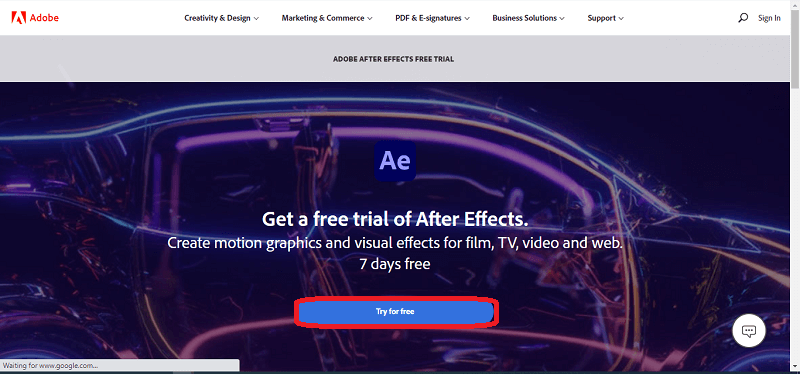 Adobe
Creativity & Design
Marketing & Commerce
PDF & E-signatures
Business Solutions
Support
Sign In
ADOBE AFTER EFFECTS FREE TRIAL
Ae
Get a free trial of After Effects.
Create motion graphics and visual effects for film, TV, video and web.
7 days free
Try for free
Waiting for www.google.com...